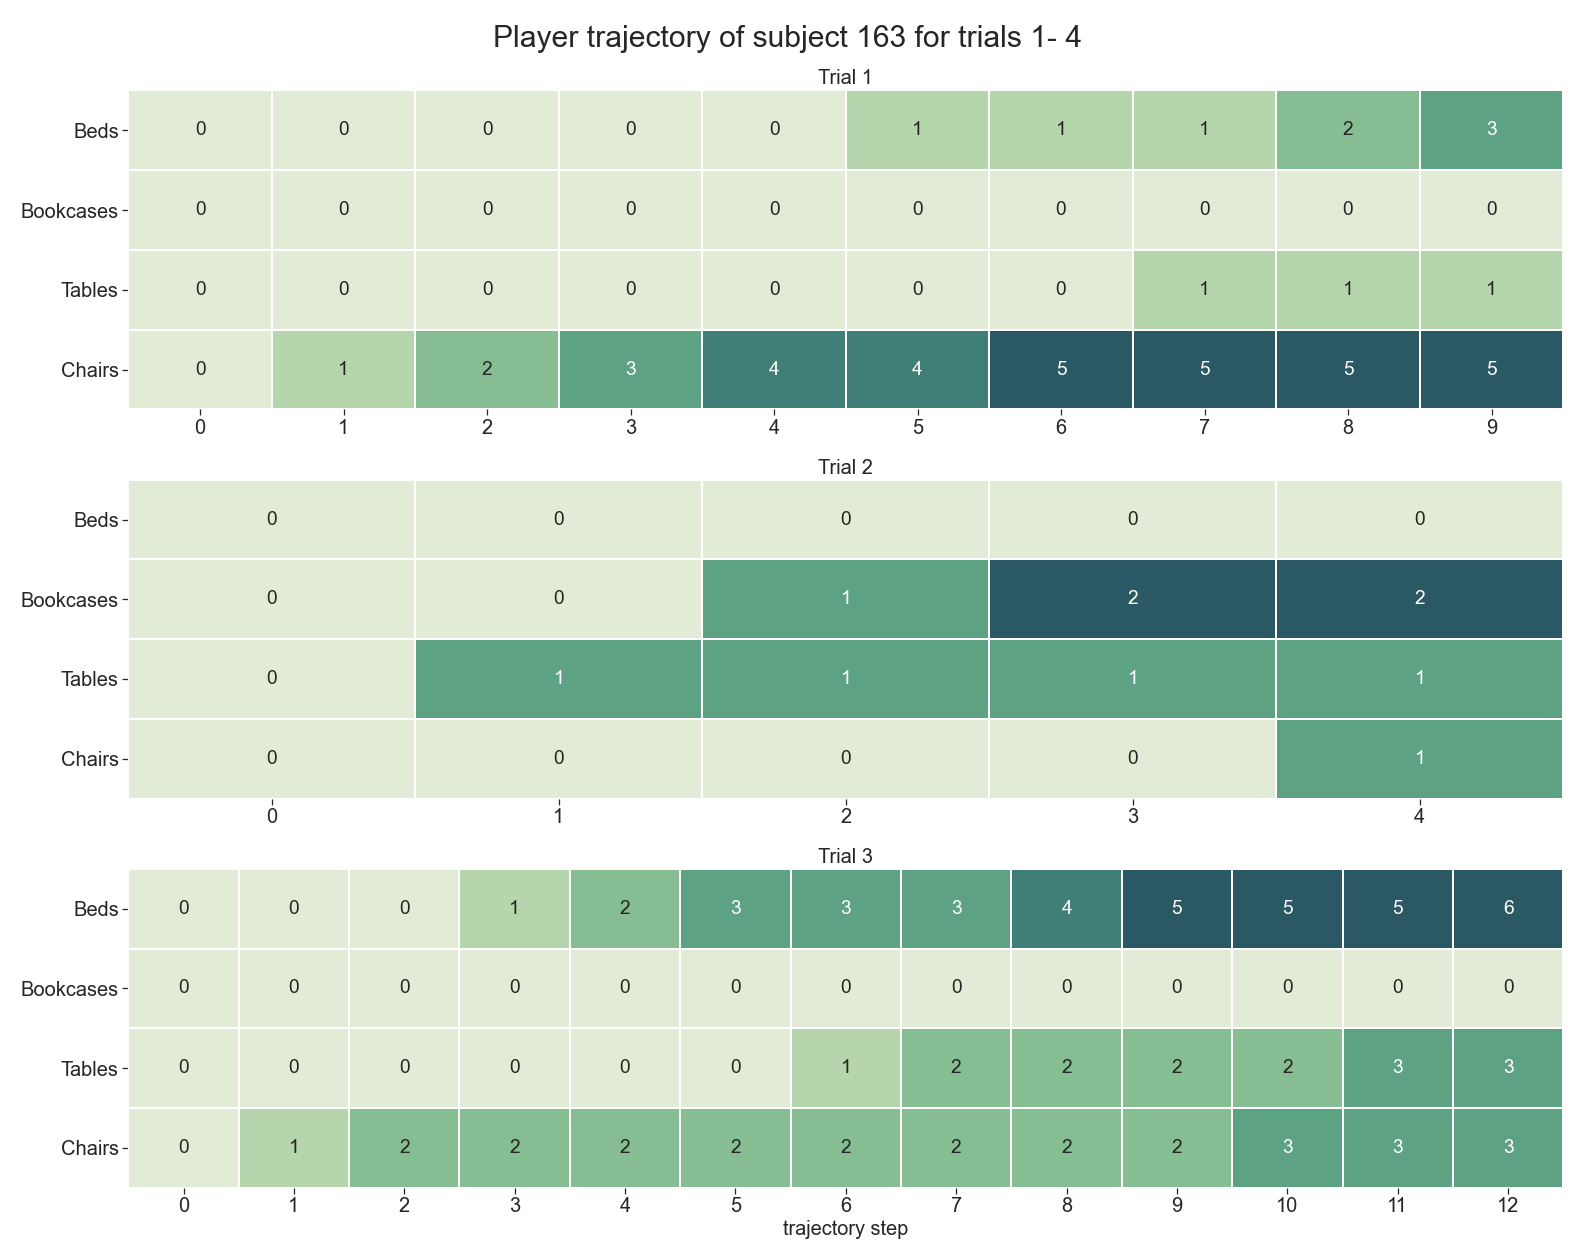 Player trajectory of subject 163 for trials 1- 4
Trial 1
Beds 0 0 0 0 0 1 1 1 2 3
Bookcases 0 0 0 0 0 0 0 0 0 0
Tables 0 0 0 0 0 0 0 1 1 1
Chairs 0 1 2 3 4 4 5 5 5 5
0 1 2 3 4 5 6 7 8 9
Trial 2
Beds 0 0 0 0 0
Bookcases 0 0 1 2 2
Tables 0 1 1 1 1
Chairs 0 0 0 0 1
0 1 2 3 4
Trial 3
Beds 0 0 0 1 2 3 3 3 4 5 5 5 6
Bookcases 0 0 0 0 0 0 0 0 0 0 0 0 0
Tables 0 0 0 0 0 0 1 2 2 2 2 3 3
Chairs 0 1 2 2 2 2 2 2 2 2 3 3 3
0 1 2 3 4 5 6 7 8 9 10 11 12
trajectory step